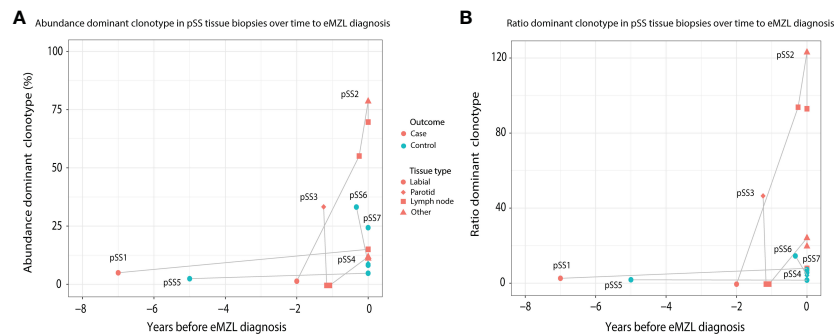 A
Abundance dominant clonotype in pSS tissue biopsies over time to eMZL diagnosis
Abundance dominant clonotype (%)
100
75
50
25
0
pSS2
pSS3
pSS6
pSS7
pSS1
pSS4
pSS5
−8
−6
−4
−2
0
Years before eMZL diagnosis
Outcome
Case
Control
Tissue type
Labial
Parotid
Lymph node
Other
B
Ratio dominant clonotype in pSS tissue biopsies over time to eMZL diagnosis
Ratio dominant clonotype
120
80
40
0
pSS2
pSS3
pSS6
pSS7
pSS1
pSS4
pSS5
−8
−6
−4
−2
0
Years before eMZL diagnosis